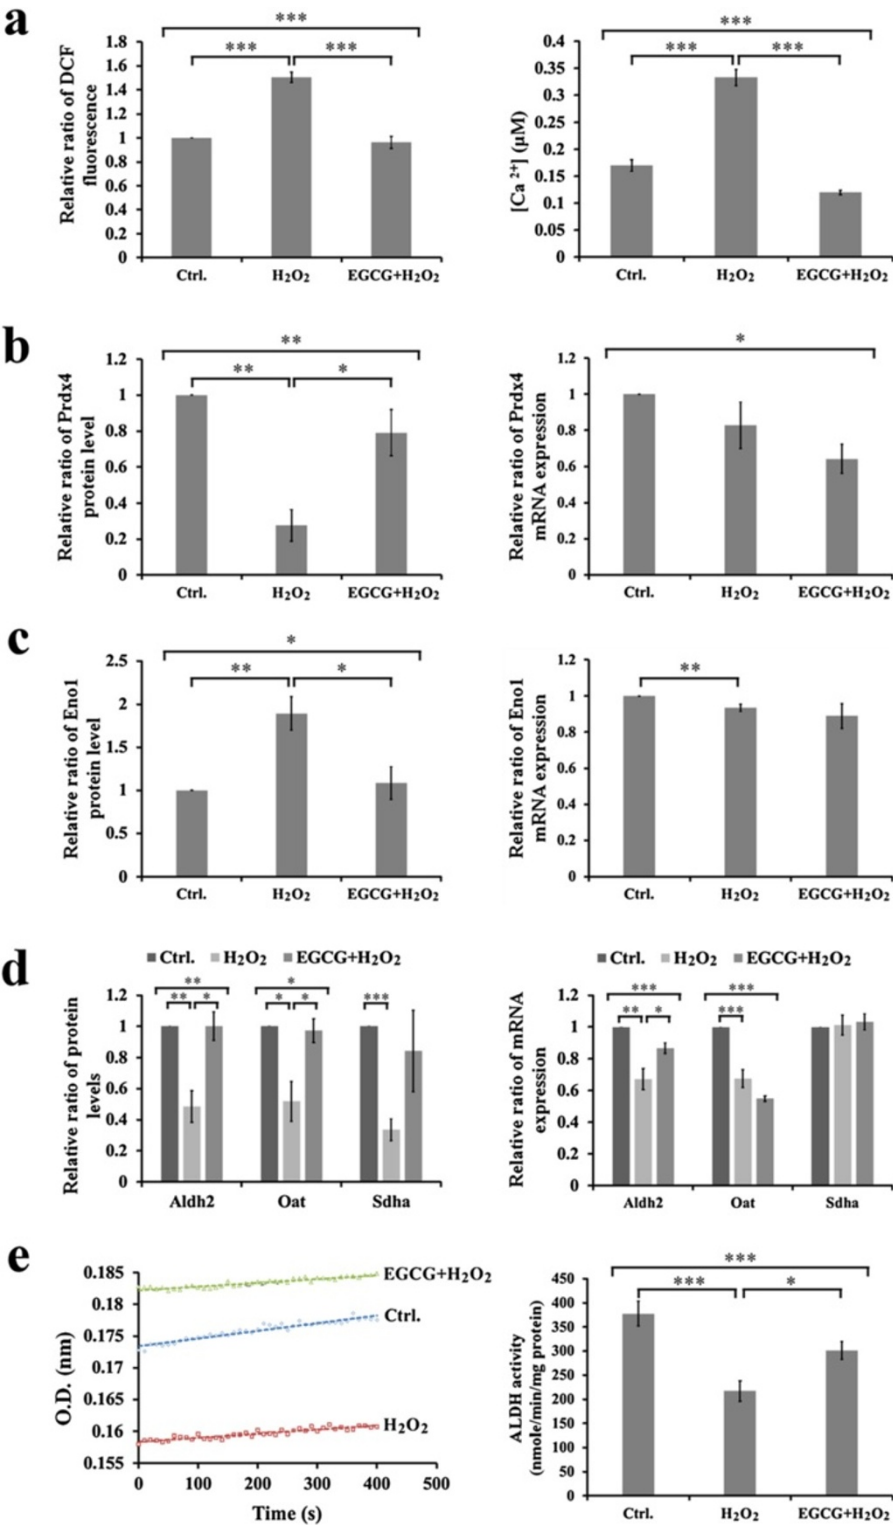 a
***
***
***
1.8
1.6
1.4
1.2
1
0.8
0.6
0.4
0.2
0
Relative ratio of DCF
fluorescence
Ctrl.
H2O2
EGCG+H2O2
***
***
***
0.4
0.35
0.3
0.25
0.2
0.15
0.1
0.05
0
[Ca 2+] (μM)
Ctrl.
H2O2
EGCG+H2O2
b
**
**
*
1.2
1
0.8
0.6
0.4
0.2
0
Relative ratio of Prdx4
protein level
Ctrl.
H2O2
EGCG+H2O2
*
1.2
1
0.8
0.6
0.4
0.2
0
Relative ratio of Prdx4
mRNA expression
Ctrl.
H2O2
EGCG+H2O2
c
*
**
*
2.5
2
1.5
1
0.5
0
Relative ratio of Eno1
protein level
Ctrl.
H2O2
EGCG+H2O2
**
1.2
1
0.8
0.6
0.4
0.2
0
Relative ratio of Eno1
mRNA expression
Ctrl.
H2O2
EGCG+H2O2
d
Ctrl. H2O2 EGCG+H2O2
** *
** * * * ***
1.2
1
0.8
0.6
0.4
0.2
0
Relative ratio of protein
levels
Aldh2
Oat
Sdha
Ctrl. H2O2 EGCG+H2O2
*** ***
** * ***
1.2
1
0.8
0.6
0.4
0.2
0
Relative ratio of mRNA
expression
Aldh2
Oat
Sdha
e
0.185
0.18
0.175
0.17
0.165
0.16
0.155
O.D. (nm)
EGCG+H2O2
Ctrl.
H2O2
0 100 200 300 400 500
Time (s)
***
***
*
450
400
350
300
250
200
150
100
50
0
ALDH activity
(nmole/min/mg protein)
Ctrl.
H2O2
EGCG+H2O2